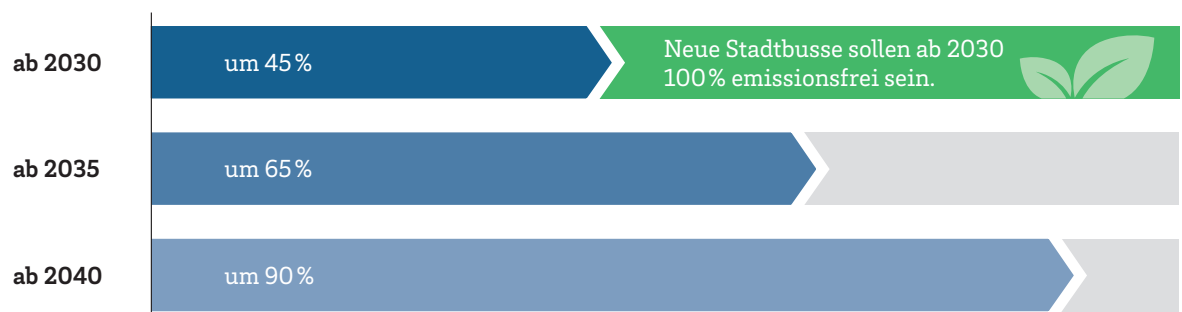 ab 2030
um 45 %
Neue Stadtbusse sollen ab 2030
100 % emissionsfrei sein.
ab 2035
um 65 %
ab 2040
um 90 %